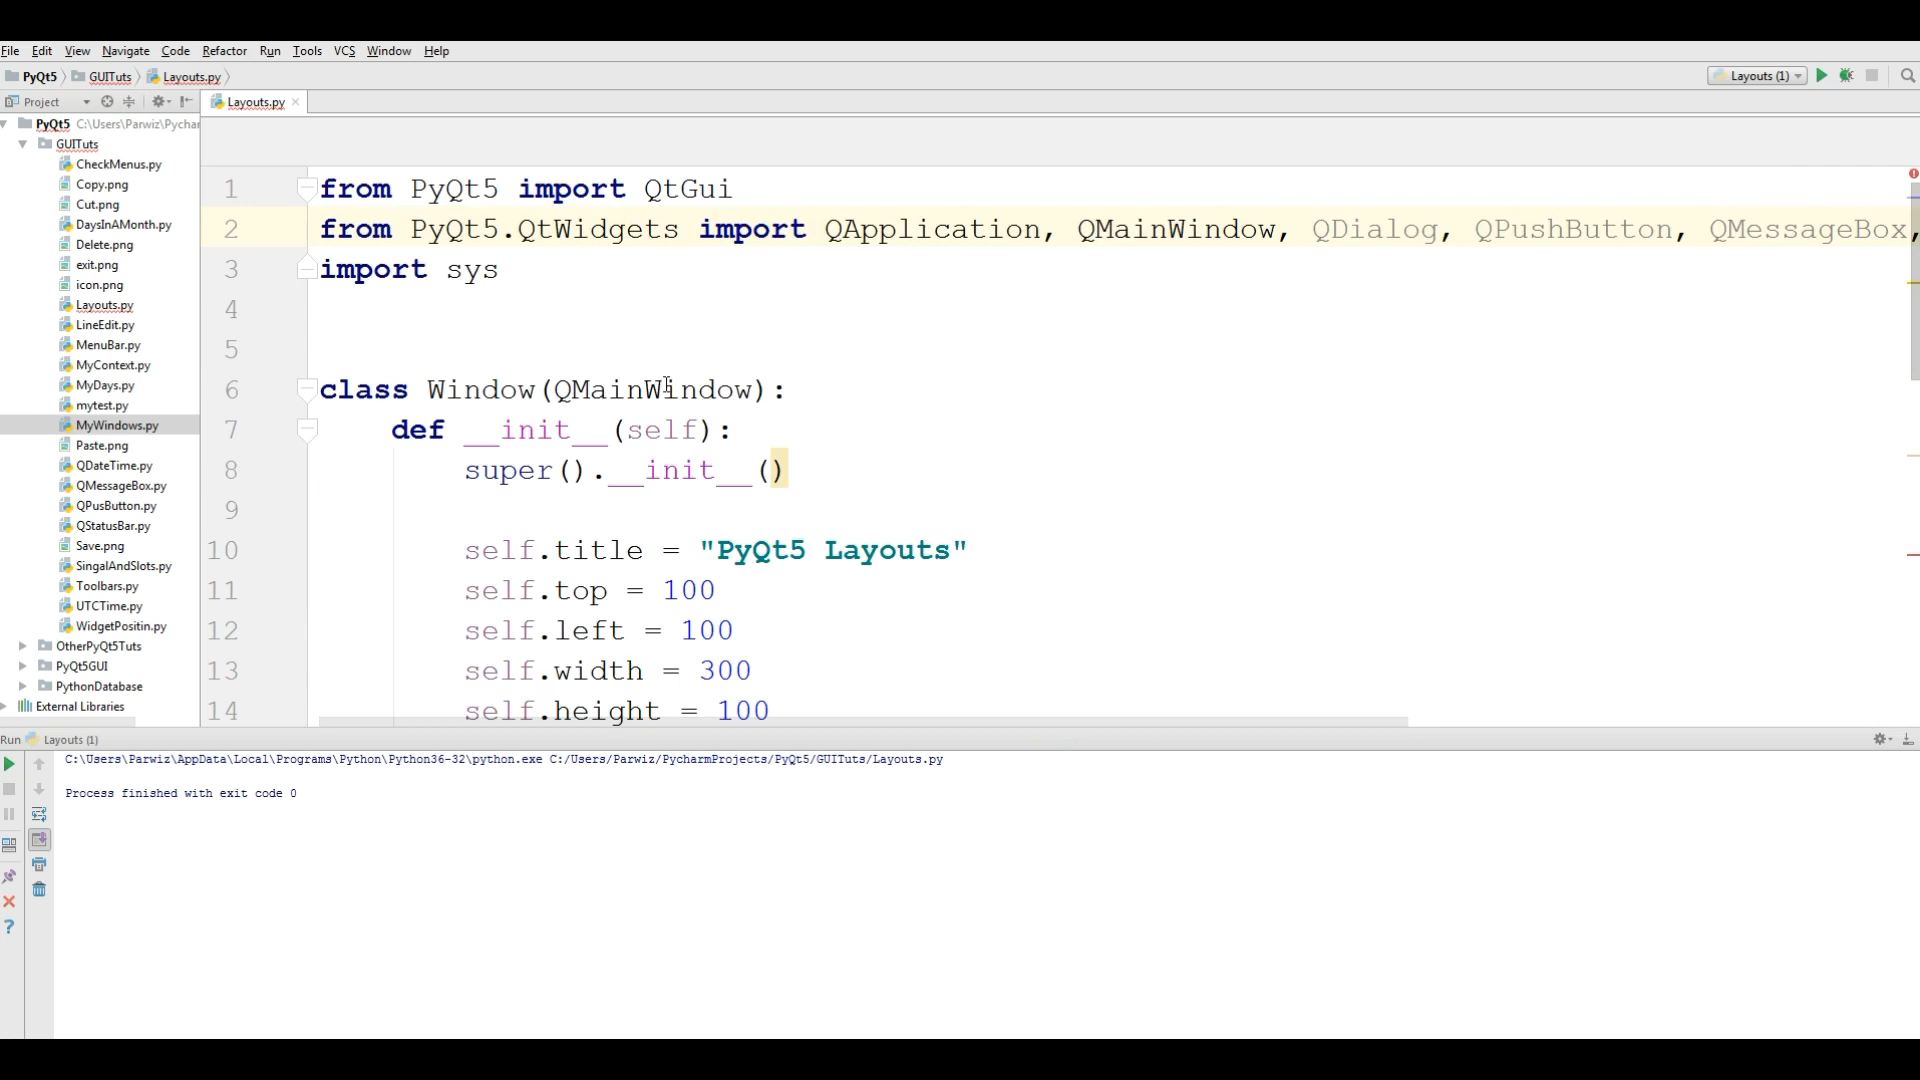 File Edit View Navigate Code Refactor Run Tools VCS Window Help
PyQt5 GUITuts Layouts.py Layouts (1)
Project Layouts.py
PyQt5 C:\Users\Parwiz\Pychar
GUITuts
CheckMenus.py
Copy.png
Cut.png
DaysInAMonth.py
Delete.png
exit.png
icon.png
Layouts.py
LineEdit.py
MenuBar.py
MyContext.py
MyDays.py
mytest.py
MyWindows.py
Paste.png
QDateTime.py
QMessageBox.py
QPusButton.py
QStatusBar.py
Save.png
SingalAndSlots.py
Toolbars.py
UTCTime.py
WidgetPositin.py
OtherPyQt5Tuts
PyQt5GUI
PythonDatabase
External Libraries
1 from PyQt5 import QtGui
2 from PyQt5.QtWidgets import QApplication, QMainWindow, QDialog, QPushButton, QMessageBox,
3 import sys
4
5
6 class Window(QMainWindow):
7 def __init__(self):
8 super().__init__()
9
10 self.title = "PyQt5 Layouts"
11 self.top = 100
12 self.left = 100
13 self.width = 300
14 self.height = 100
Run Layouts (1)
C:\Users\Parwiz\AppData\Local\Programs\Python\Python36-32\python.exe C:/Users/Parwiz/PycharmProjects/PyQt5/GUITuts/Layouts.py
Process finished with exit code 0